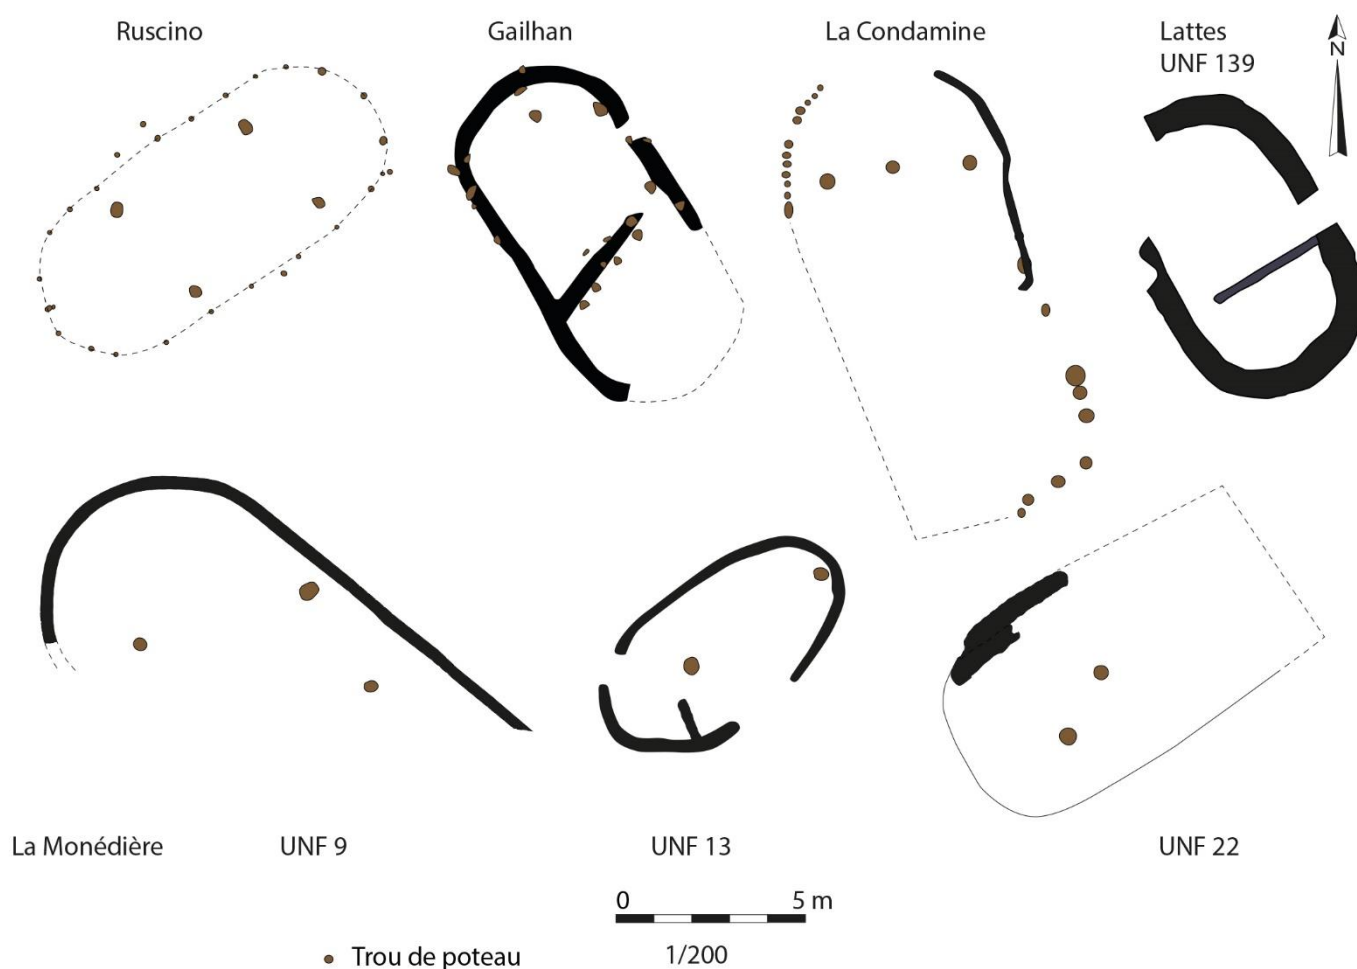 Ruscino
Gailhan
La Condamine
Lattes
UNF 139
N
La Monédière
UNF 9
UNF 13
UNF 22
0 5 m
Trou de poteau
1/200